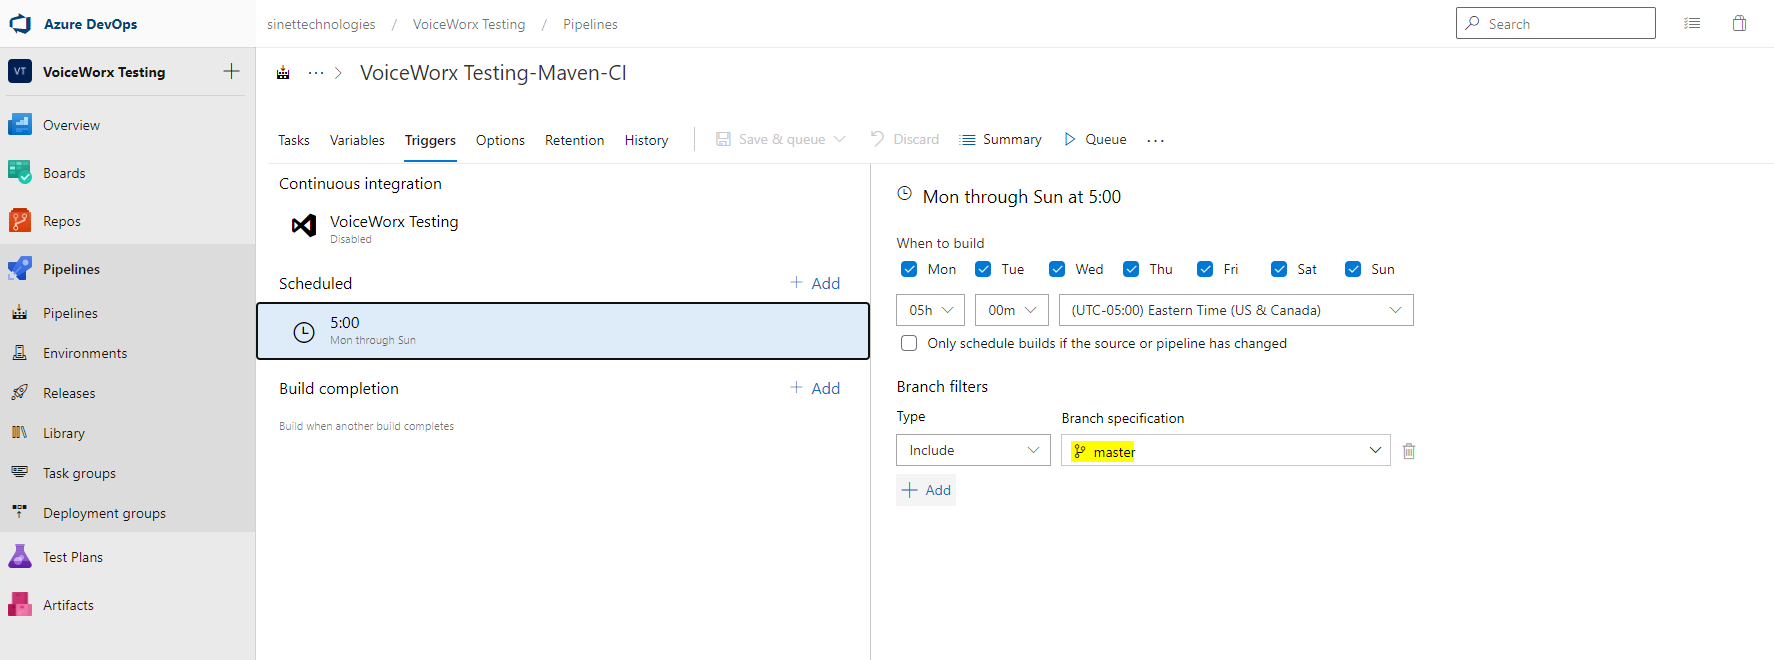 Azure DevOps
sinettechnologies / VoiceWorx Testing / Pipelines
Search
VT VoiceWorx Testing
Overview
Boards
Repos
Pipelines
Pipelines
Environments
Releases
Library
Task groups
Deployment groups
Test Plans
Artifacts
... > VoiceWorx Testing-Maven-CI
Tasks Variables Triggers Options Retention History Save & queue Discard Summary Queue ...
Continuous integration
VoiceWorx Testing
Disabled
Scheduled + Add
5:00
Mon through Sun
Build completion + Add
Build when another build completes
Mon through Sun at 5:00
When to build
Mon Tue Wed Thu Fri Sat Sun
05h 00m (UTC-05:00) Eastern Time (US & Canada)
Only schedule builds if the source or pipeline has changed
Branch filters
Type Branch specification
Include master
+ Add